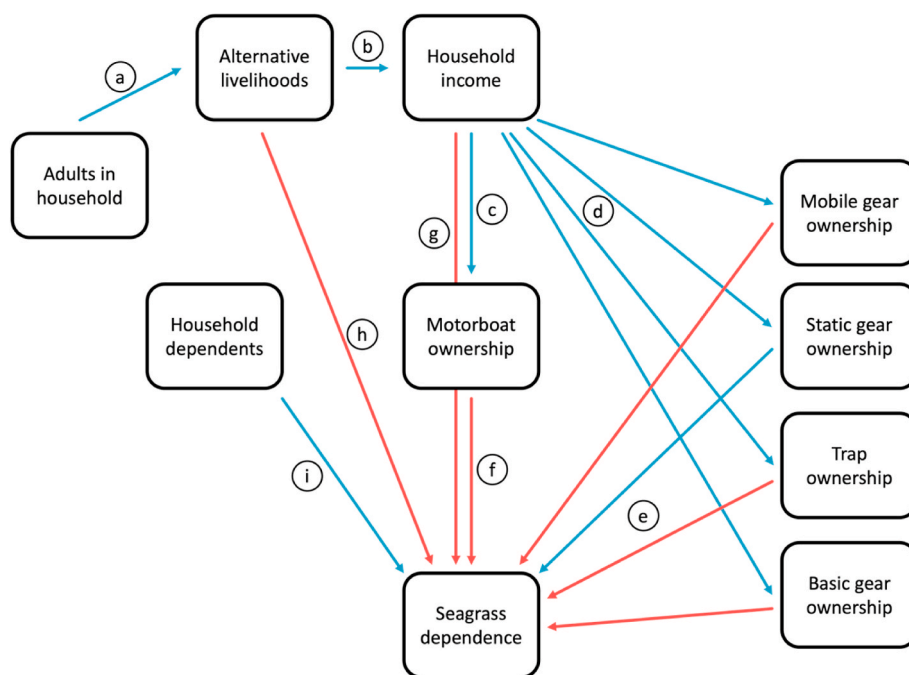 Alternative
livelihoods
b
Household
income
a
Adults in
household
Mobile gear
ownership
c
d
g
Household
dependents
Motorboat
ownership
Static gear
ownership
h
Trap
ownership
i
f
e
Basic gear
ownership
Seagrass
dependence